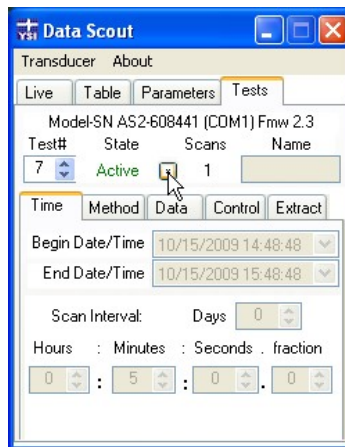 YSI Data Scout
Transducer About
Live Table Parameters Tests
Model-SN AS2-608441 (COM1) Fmw 2.3
Test# State Scans Name
7 Active 1
Time Method Data Control Extract
Begin Date/Time 10/15/2009 14:48:48
End Date/Time 10/15/2009 15:48:48
Scan Interval: Days 0
Hours : Minutes : Seconds . fraction
0 : 5 : 0 . 0